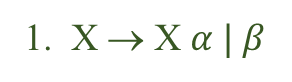 1. X → X α | β